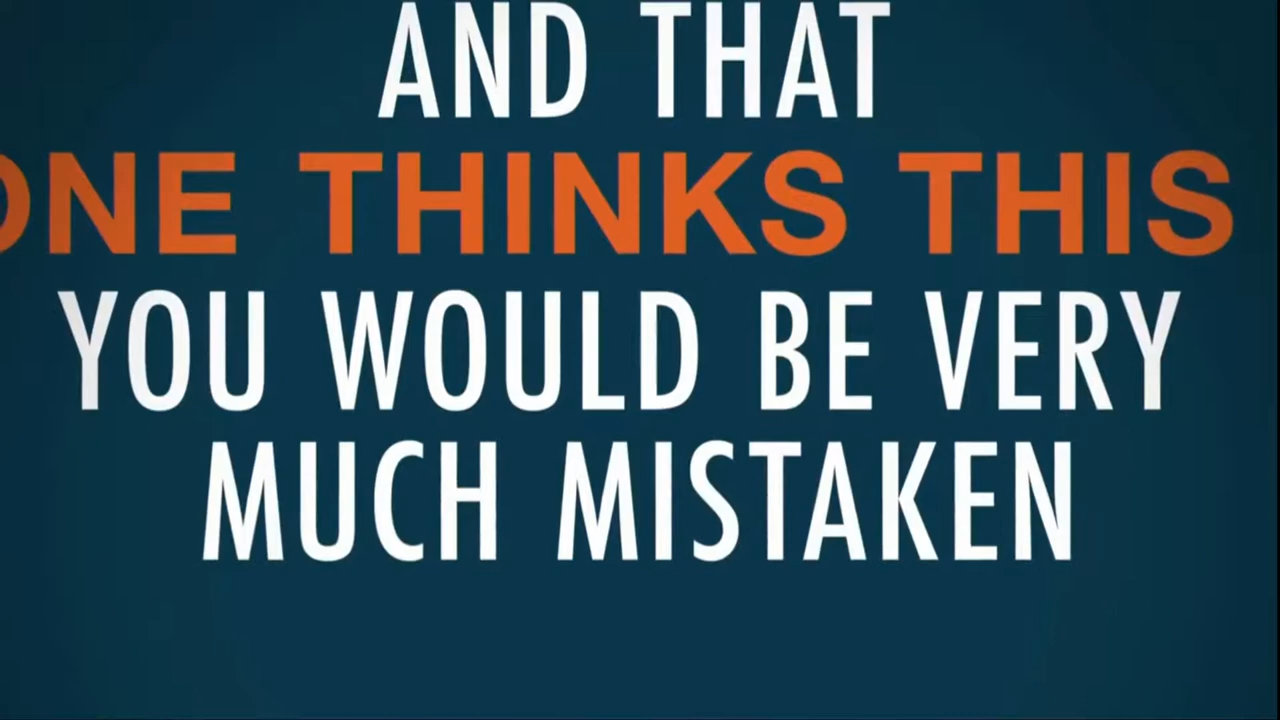 AND THAT
ONE THINKS THIS
YOU WOULD BE VERY
MUCH MISTAKEN